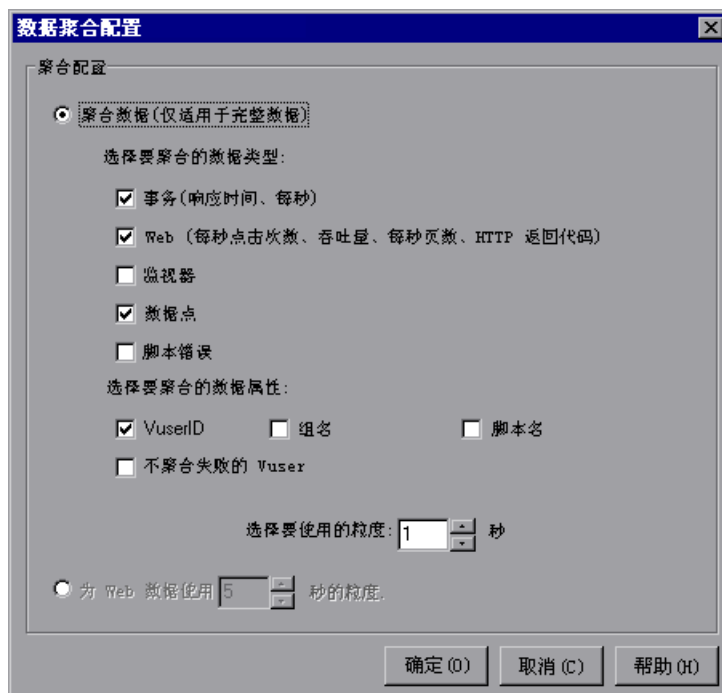 数据聚合配置
聚合配置
聚合数据(仅适用于完整数据)
选择要聚合的数据类型:
事务(响应时间、每秒)
Web (每秒点击次数、吞吐量、每秒页数、HTTP 返回代码)
监视器
数据点
脚本错误
选择要聚合的数据属性:
VuserID 组名 脚本名
不聚合失败的 Vuser
选择要使用的粒度: 1 秒
为 Web 数据使用 5 秒的粒度.
确定(O) 取消(C) 帮助(H)